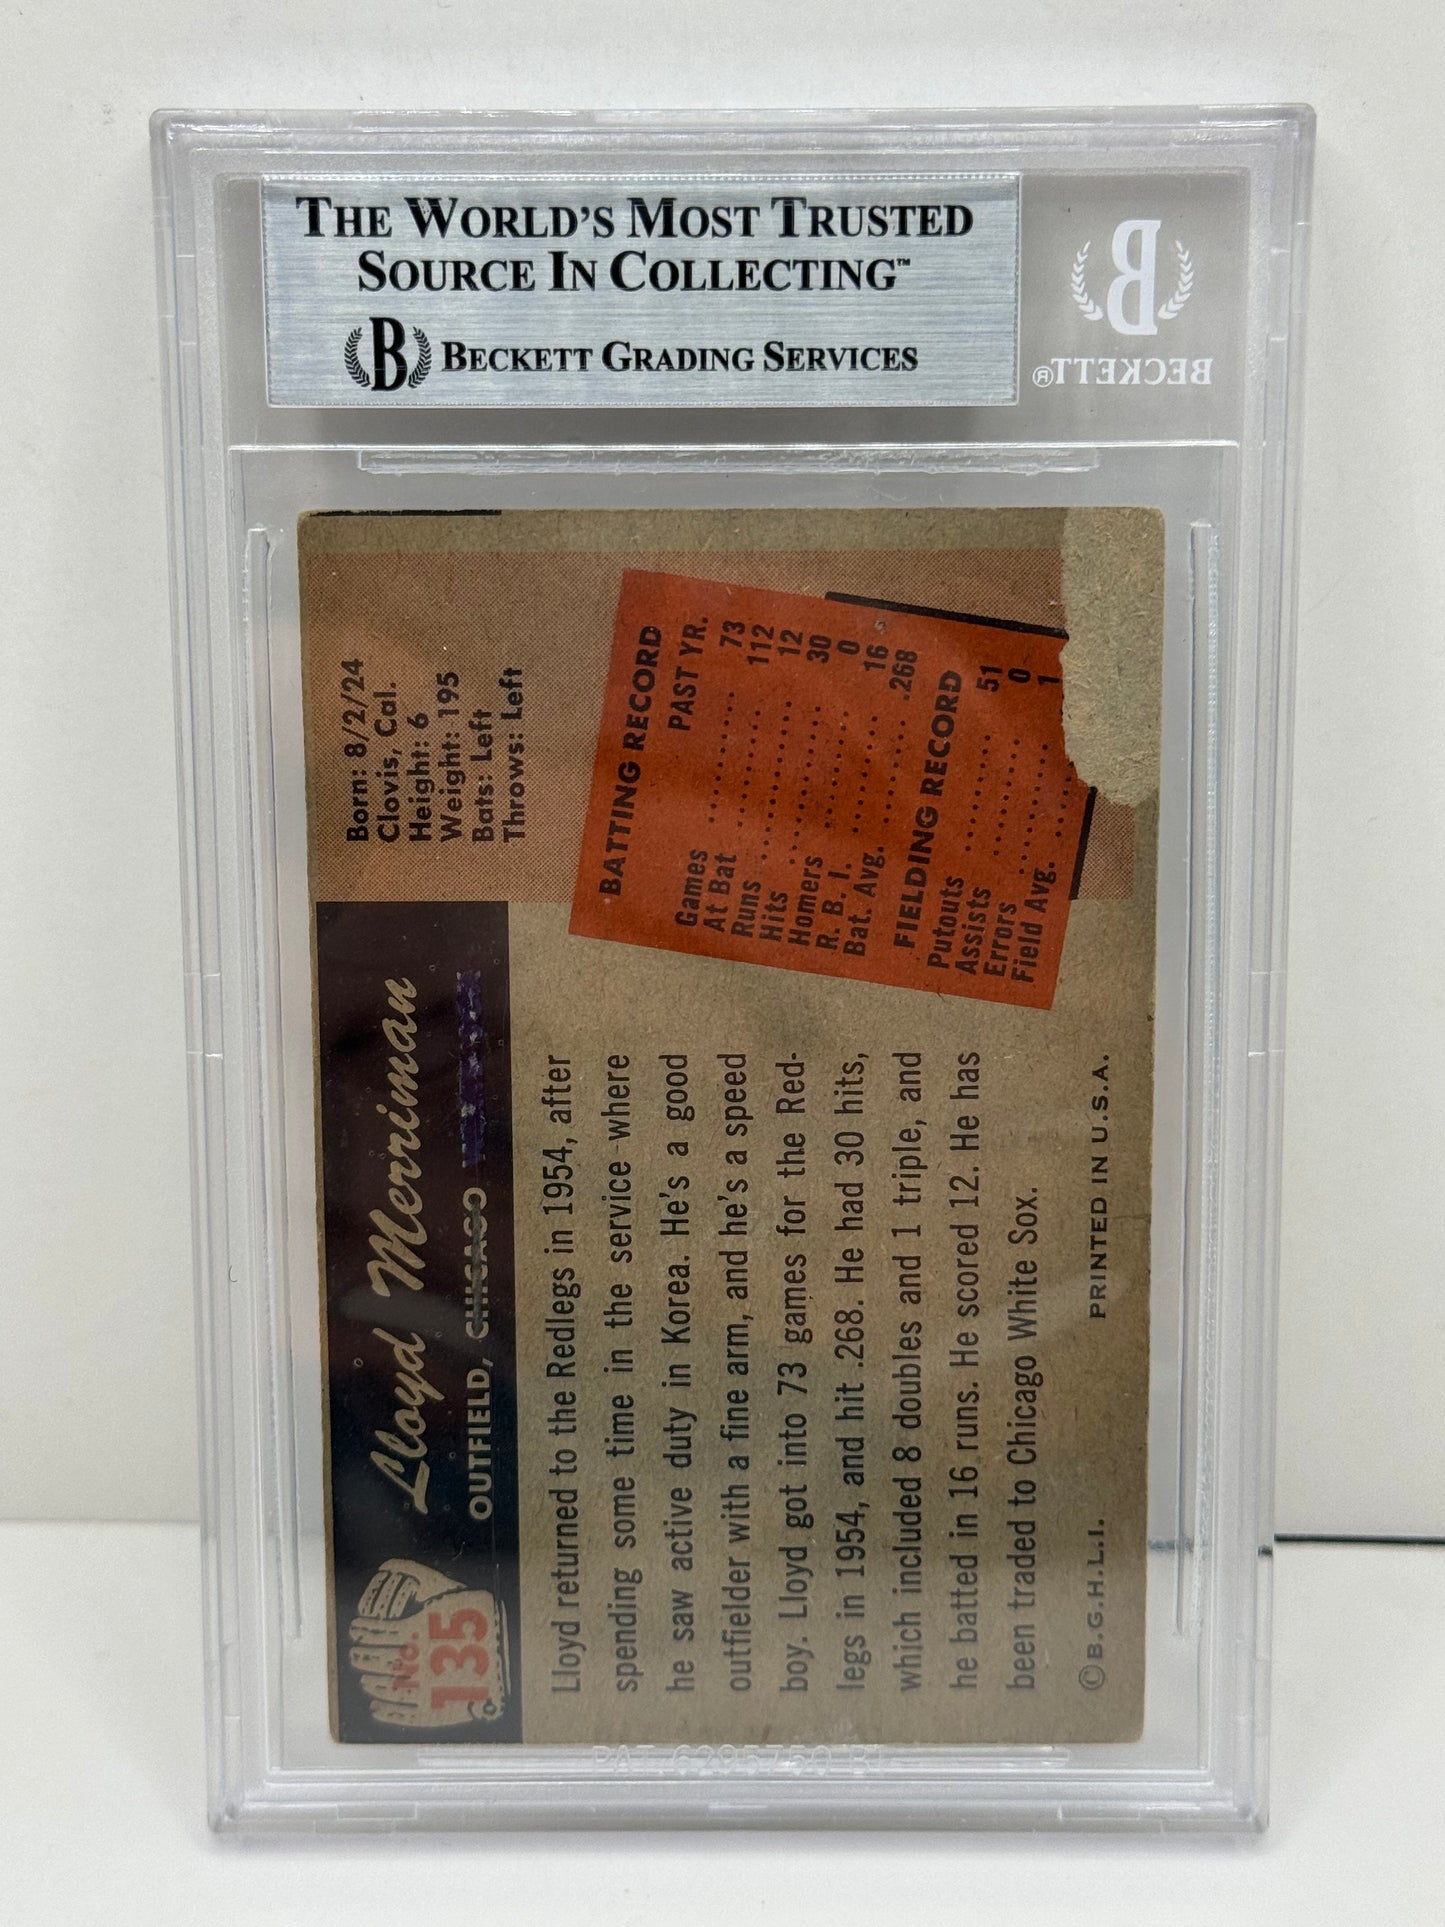 THE WORLD'S MOST TRUSTED
SOURCE IN COLLECTING™
B BECKETT GRADING SERVICES
B
BECKETT®
No.
135
Lloyd Merriman
OUTFIELD, CHICAGO
Born: 8/2/24
Clovis, Cal.
Height: 6
Weight: 195
Bats: Left
Throws: Left
Lloyd returned to the Redlegs in 1954, after
spending some time in the service where
he saw active duty in Korea. He's a good
outfielder with a fine arm, and he's a speed
boy. Lloyd got into 73 games for the Red-
legs in 1954, and hit .268. He had 30 hits,
which included 8 doubles and 1 triple, and
he batted in 16 runs. He scored 12. He has
been traded to Chicago White Sox.
©B.G.H.L.I. PRINTED IN U.S.A.
BATTING RECORD
PAST YR.
Games 73
At Bat 112
Runs 12
Hits 30
Homers 0
R. B. I. 16
Bat. Avg. .268
FIELDING RECORD
Putouts 51
Assists 0
Errors 1
Field Avg.
PAT 6295750 B1